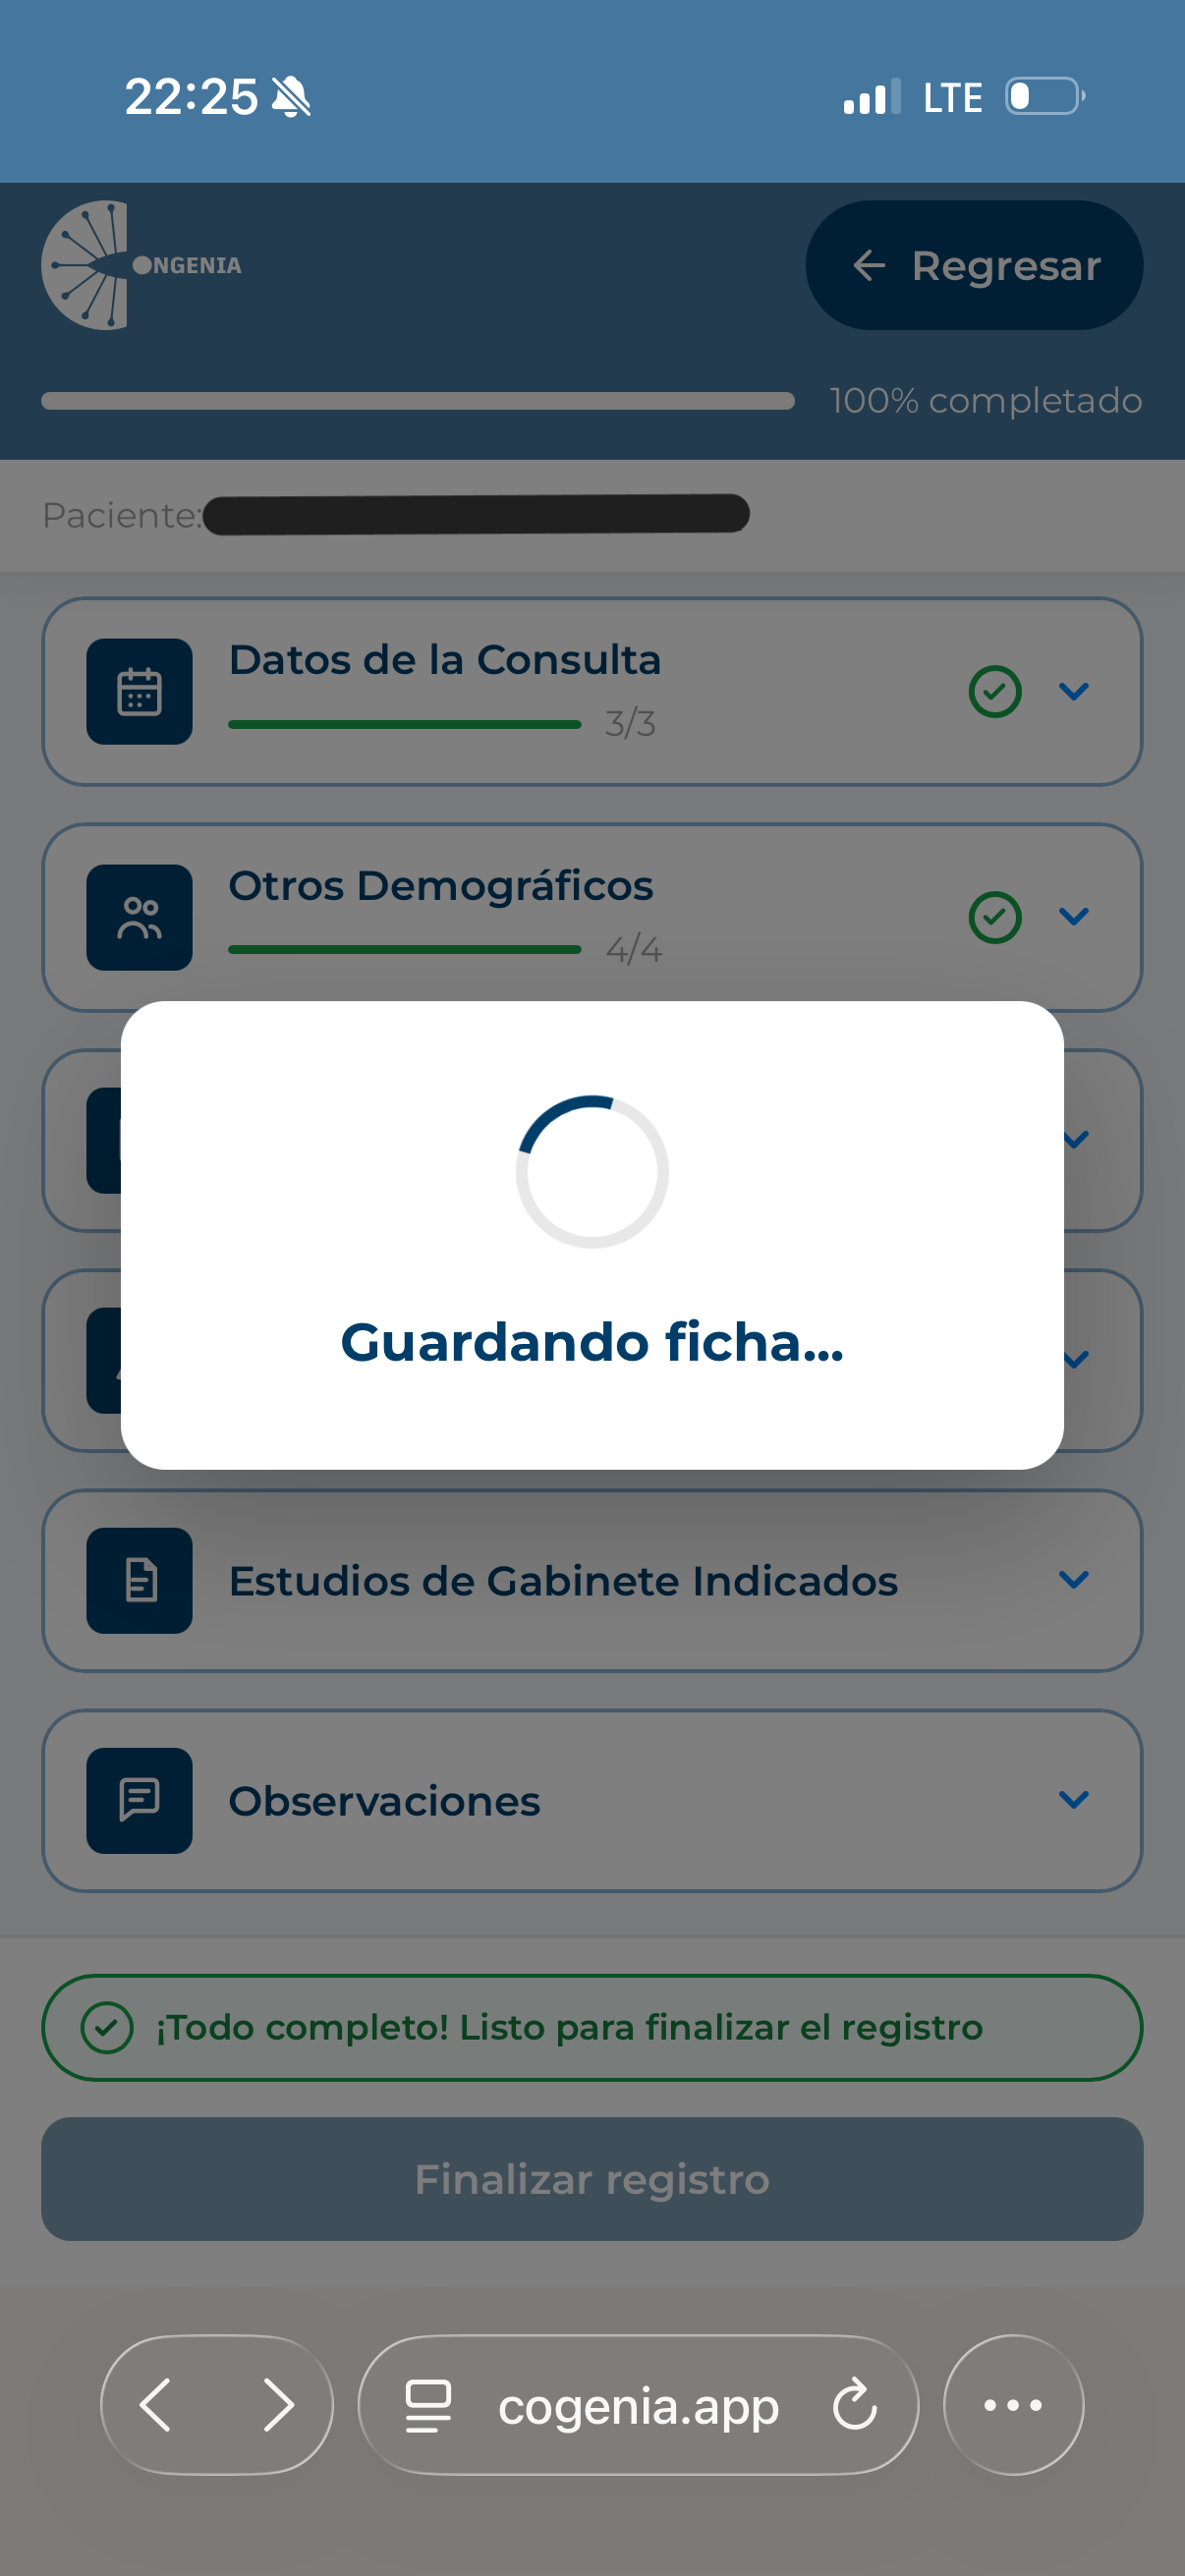 22:25
LTE
ONGENIA
← Regresar
100% completado
Paciente:
Datos de la Consulta
3/3
Otros Demográficos
4/4
Guardando ficha...
Estudios de Gabinete Indicados
Observaciones
¡Todo completo! Listo para finalizar el registro
Finalizar registro
cogenia.app